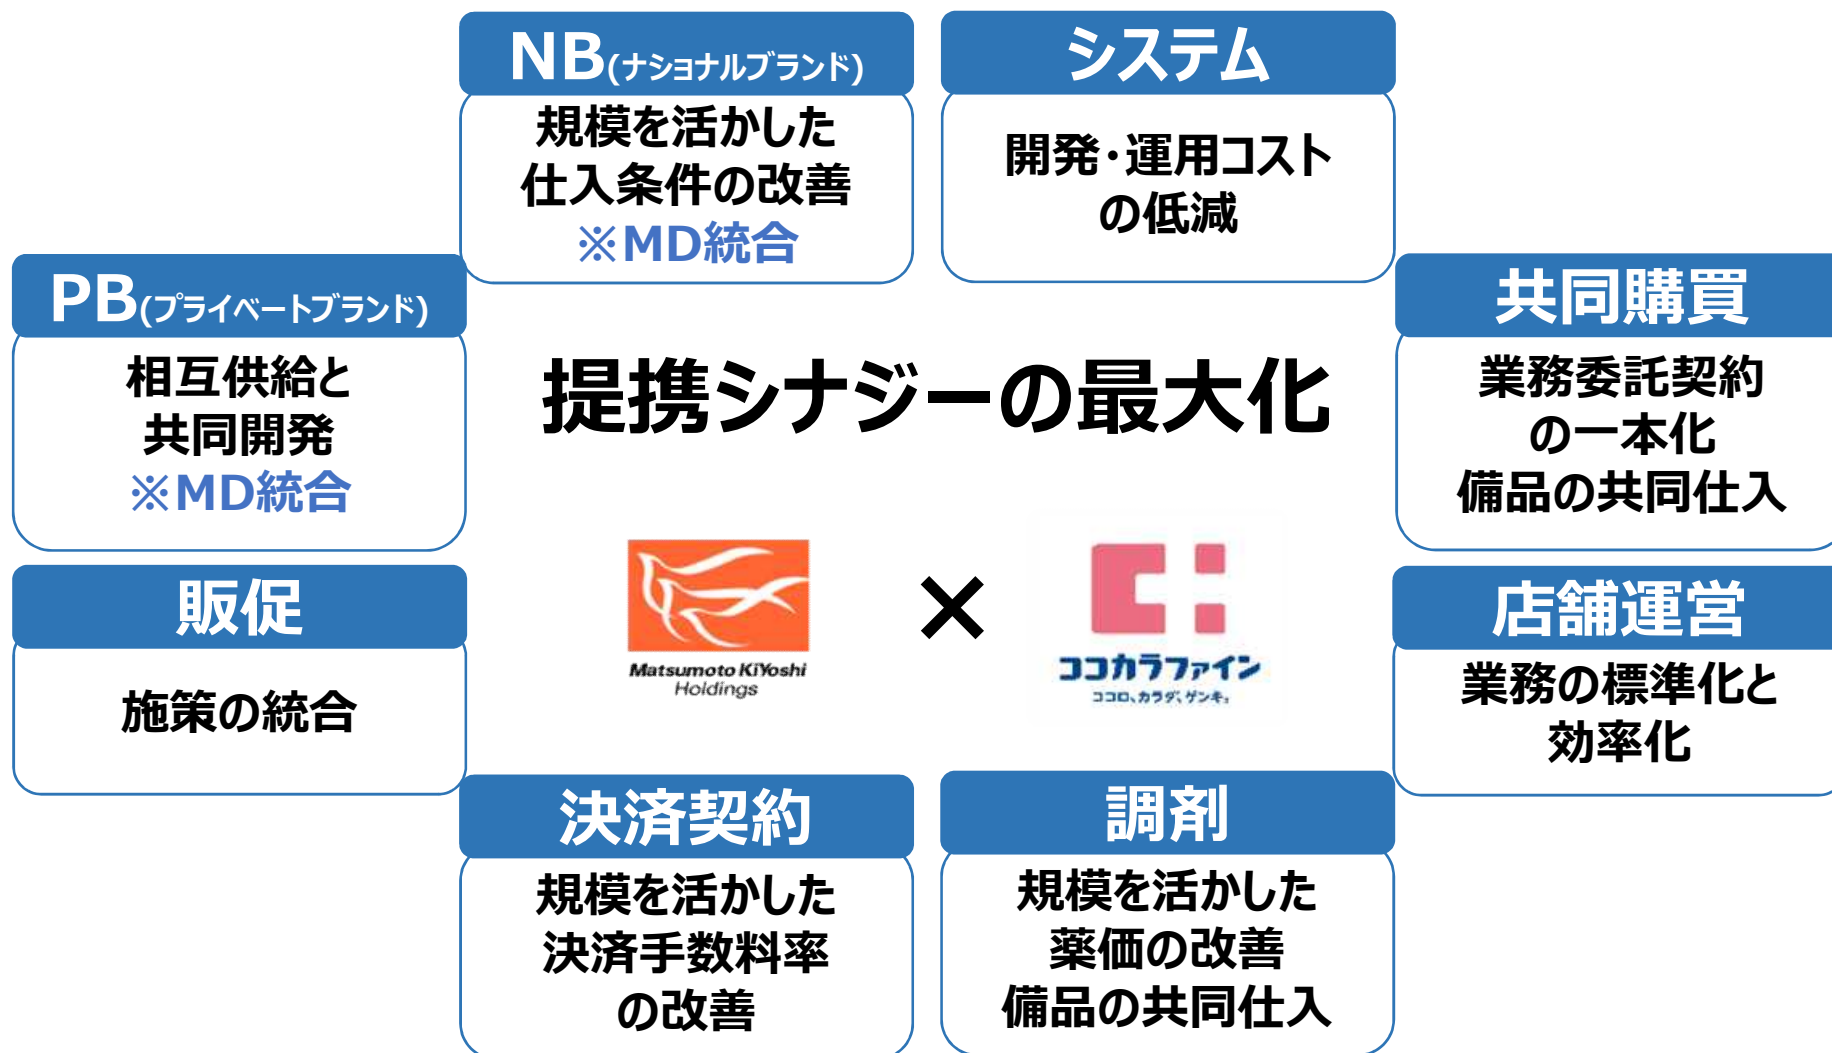 NB(ナショナルブランド)
規模を活かした
仕入条件の改善
※MD統合
システム
開発・運用コスト
の低減
PB(プライベートブランド)
相互供給と
共同開発
※MD統合
共同購買
業務委託契約
の一本化
備品の共同仕入
提携シナジーの最大化
Matsumoto KiYoshi
Holdings
×
ココカラファイン
ココロ、カラダ、ゲンキ。
販促
施策の統合
店舗運営
業務の標準化と
効率化
決済契約
規模を活かした
決済手数料率
の改善
調剤
規模を活かした
薬価の改善
備品の共同仕入